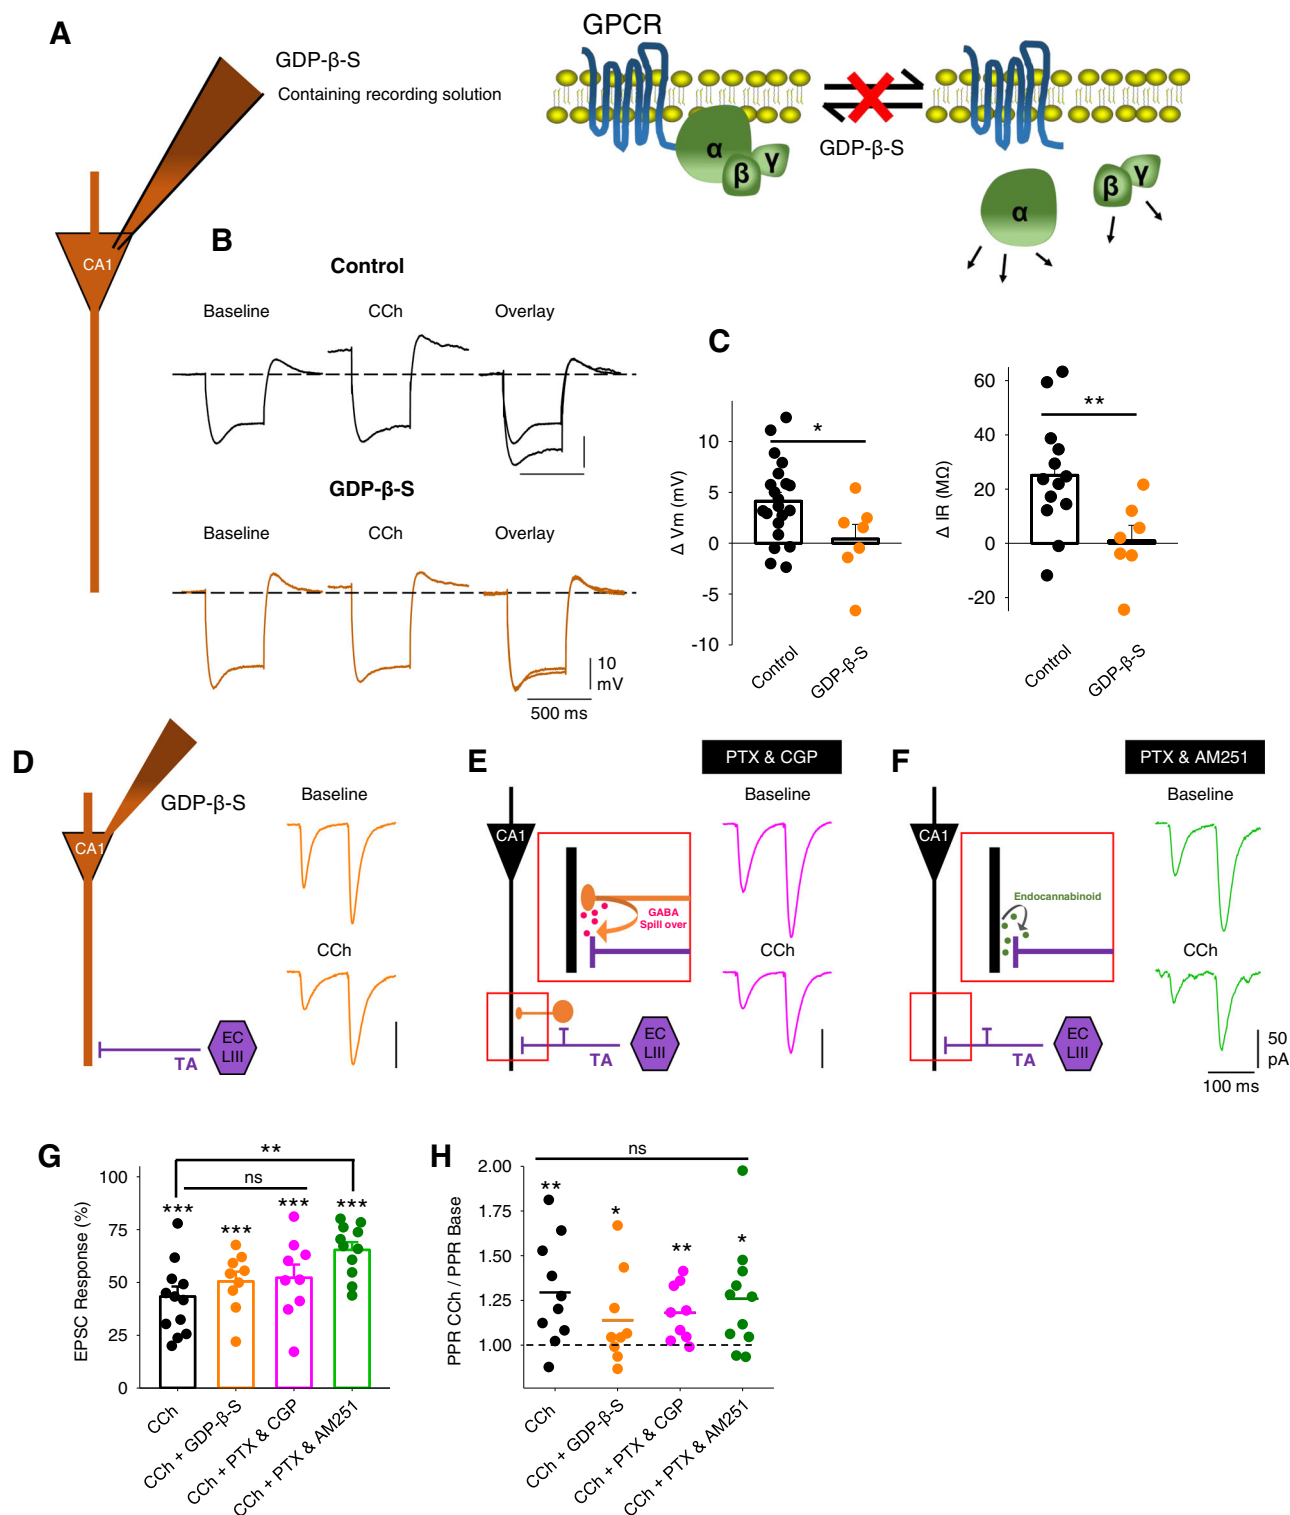 A
GDP-β-S
Containing recording solution
CA1
GPCR
α
β
γ
GDP-β-S
α
β
γ
B
Control
Baseline
CCh
Overlay
GDP-β-S
Baseline
CCh
Overlay
10
mV
500 ms
C
Δ Vm (mV)
10
5
0
-5
-10
*
Control
GDP-β-S
Δ IR (MΩ)
60
40
20
0
-20
**
Control
GDP-β-S
D
GDP-β-S
CA1
Baseline
CCh
EC
LIII
TA
E
PTX & CGP
CA1
Baseline
GABA
Spill over
CCh
EC
LIII
TA
F
PTX & AM251
CA1
Baseline
Endocannabinoid
CCh
EC
LIII
TA
50
pA
100 ms
G
EPSC Response (%)
100
75
50
25
0
**
ns
***
***
***
***
CCh
CCh + GDP-β-S
CCh + PTX & CGP
CCh + PTX & AM251
H
PPR CCh / PPR Base
2.00
1.75
1.50
1.25
1.00
ns
**
*
**
*
CCh
CCh + GDP-β-S
CCh + PTX & CGP
CCh + PTX & AM251